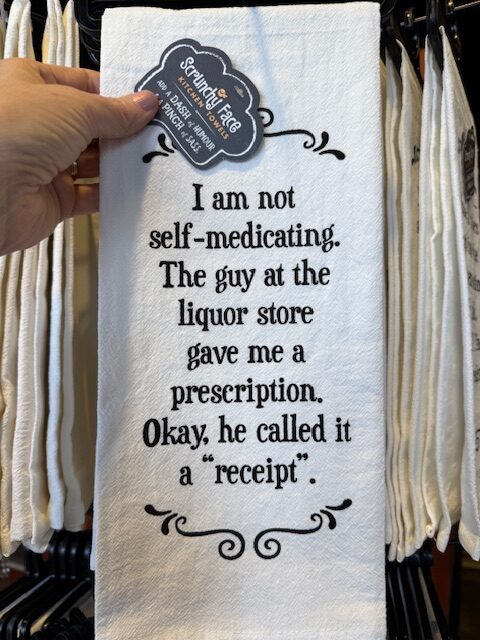 Scrunchy Face
KITCHEN TOWELS
ADD A DASH of HUMOUR
& A PINCH of SASS
I am not
self-medicating.
The guy at the
liquor store
gave me a
prescription.
Okay, he called it
a “receipt”.